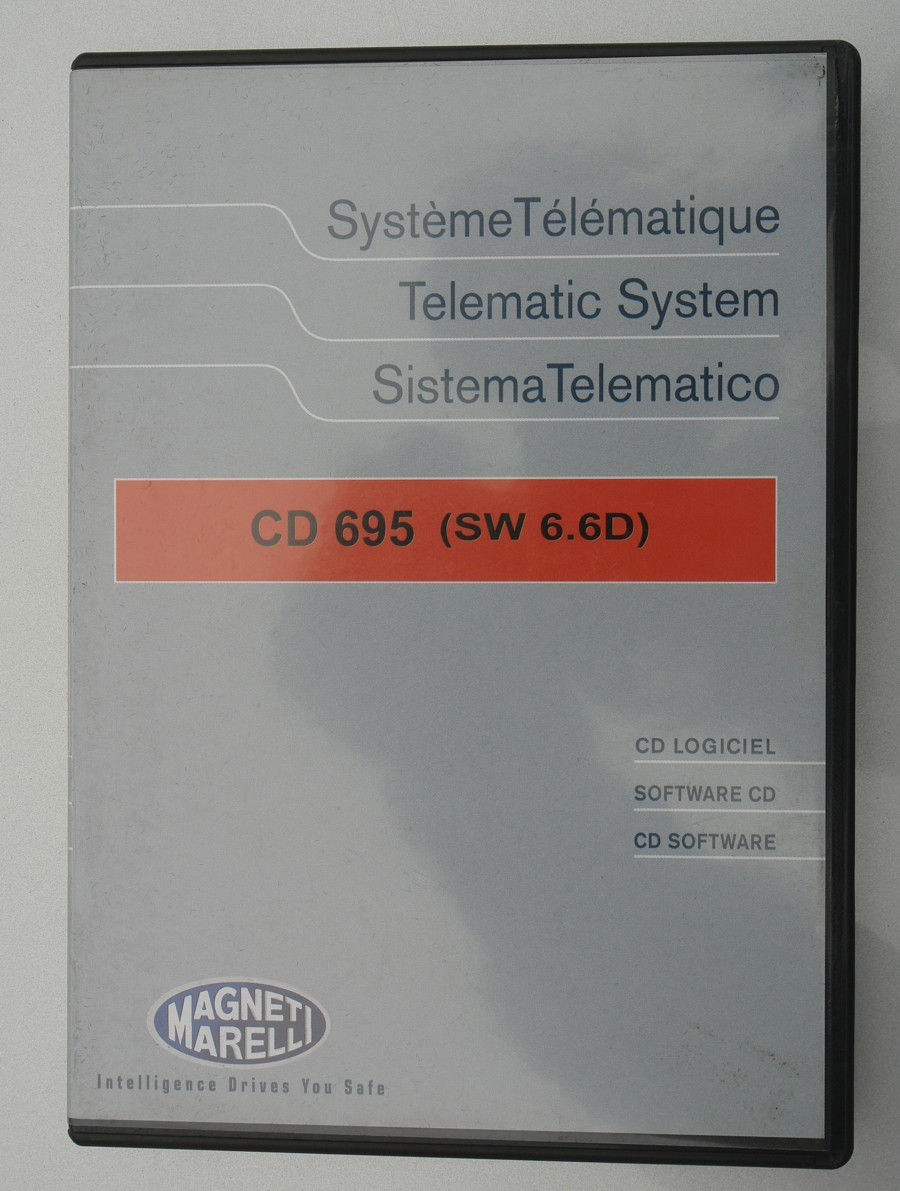 SystèmeTélématique
Telematic System
SistemaTelematico
CD 695 (SW 6.6D)
CD LOGICIEL
SOFTWARE CD
CD SOFTWARE
MAGNETI
MARELLI
Intelligence Drives You Safe